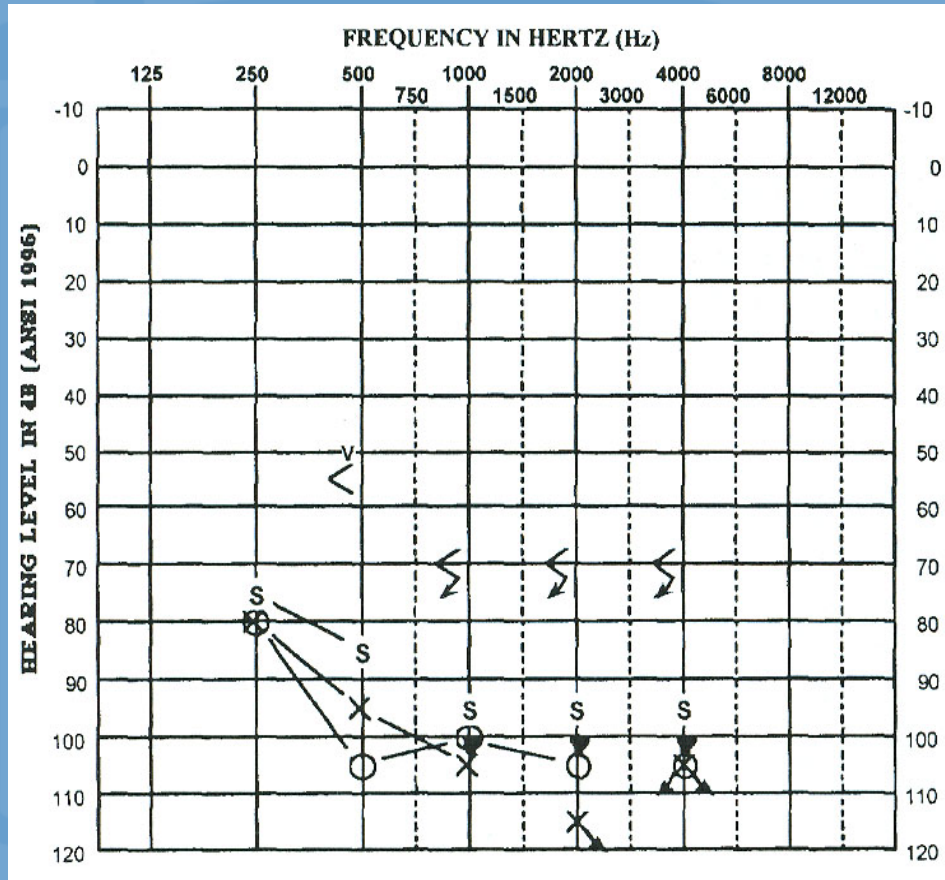 FREQUENCY IN HERTZ (Hz)
125 250 500 1000 2000 4000 8000
750 1500 3000 6000 12000
HEARING LEVEL IN dB (ANSI 1996)
-10 -10
0 0
10 10
20 20
30 30
40 40
50 V 50
60 60
70 70
S
80 80
S
90 90
S S S
100 100
110 110
120 120